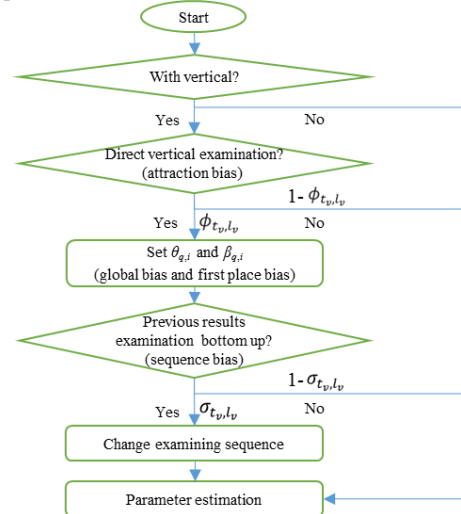 Start
With vertical?
Yes
No
Direct vertical examination?
(attraction bias)
1- ϕ_{t_v,l_v}
Yes ϕ_{t_v,l_v} No
Set θ_{q,i} and β_{q,i}
(global bias and first place bias)
Previous results
examination bottom up?
(sequence bias)
1- σ_{t_v,l_v}
Yes σ_{t_v,l_v} No
Change examining sequence
Parameter estimation